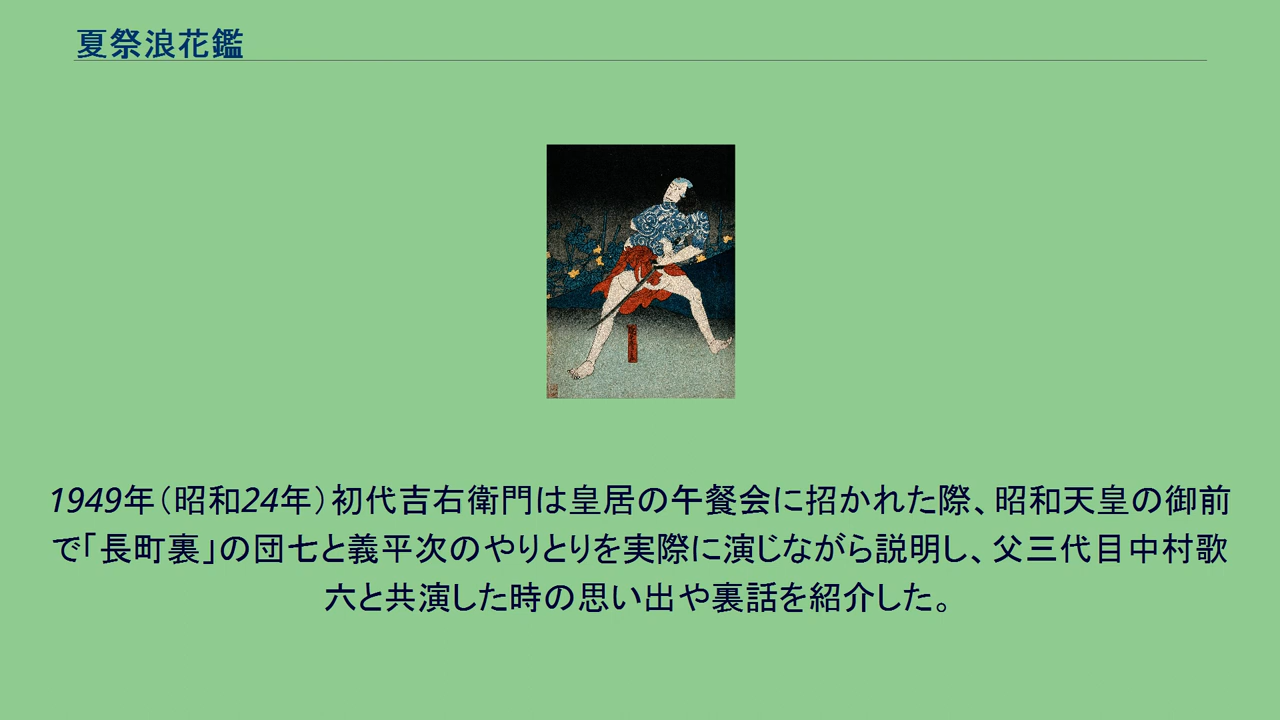 夏祭浪花鑑
1949年（昭和24年）初代吉右衛門は皇居の午餐会に招かれた際、昭和天皇の御前
で「長町裏」の団七と義平次のやりとりを実際に演じながら説明し、父三代目中村歌
六と共演した時の思い出や裏話を紹介した。